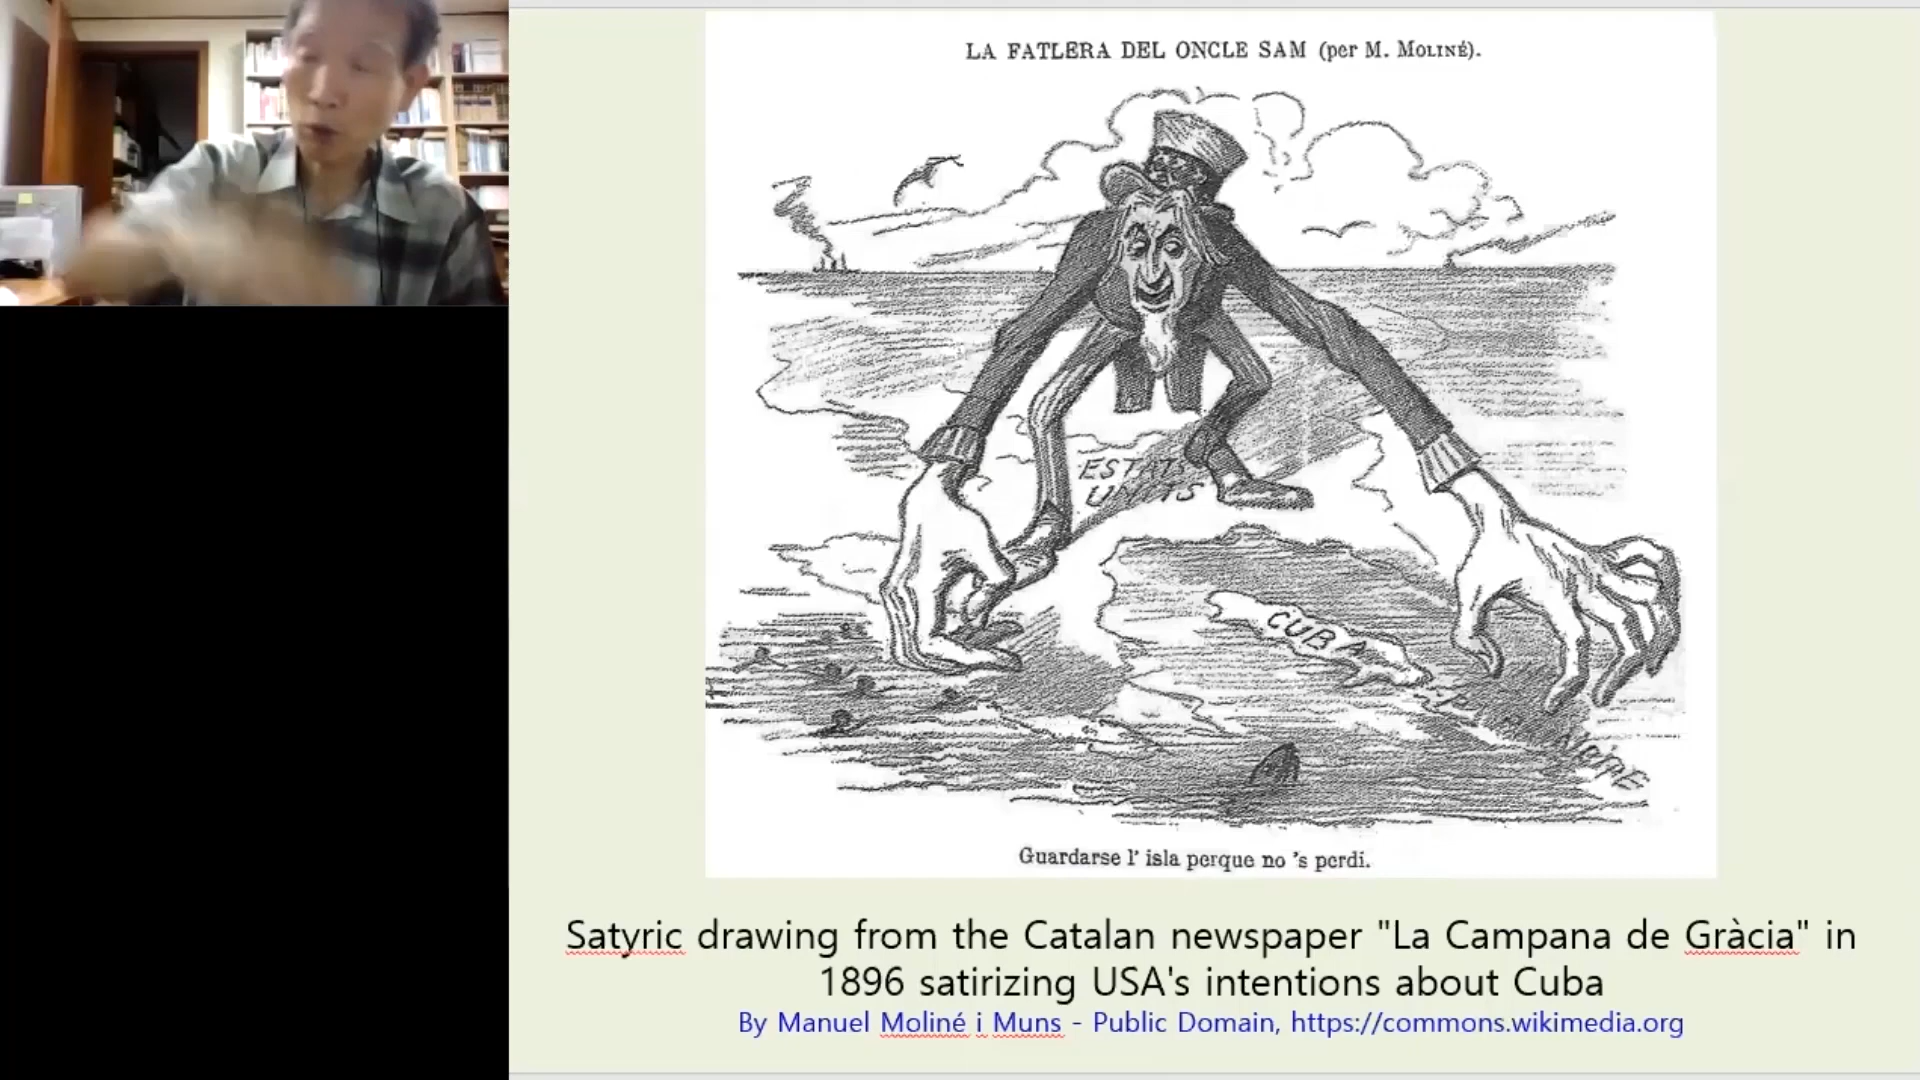 LA FATLERA DEL ONCLE SAM (per M. MOLINÉ).
ESTATS
UNITS
CUBA
Guardarse l' isla perque no 's perdi.
Satyric drawing from the Catalan newspaper "La Campana de Gràcia" in
1896 satirizing USA's intentions about Cuba
By Manuel Moliné i Muns - Public Domain, https://commons.wikimedia.org